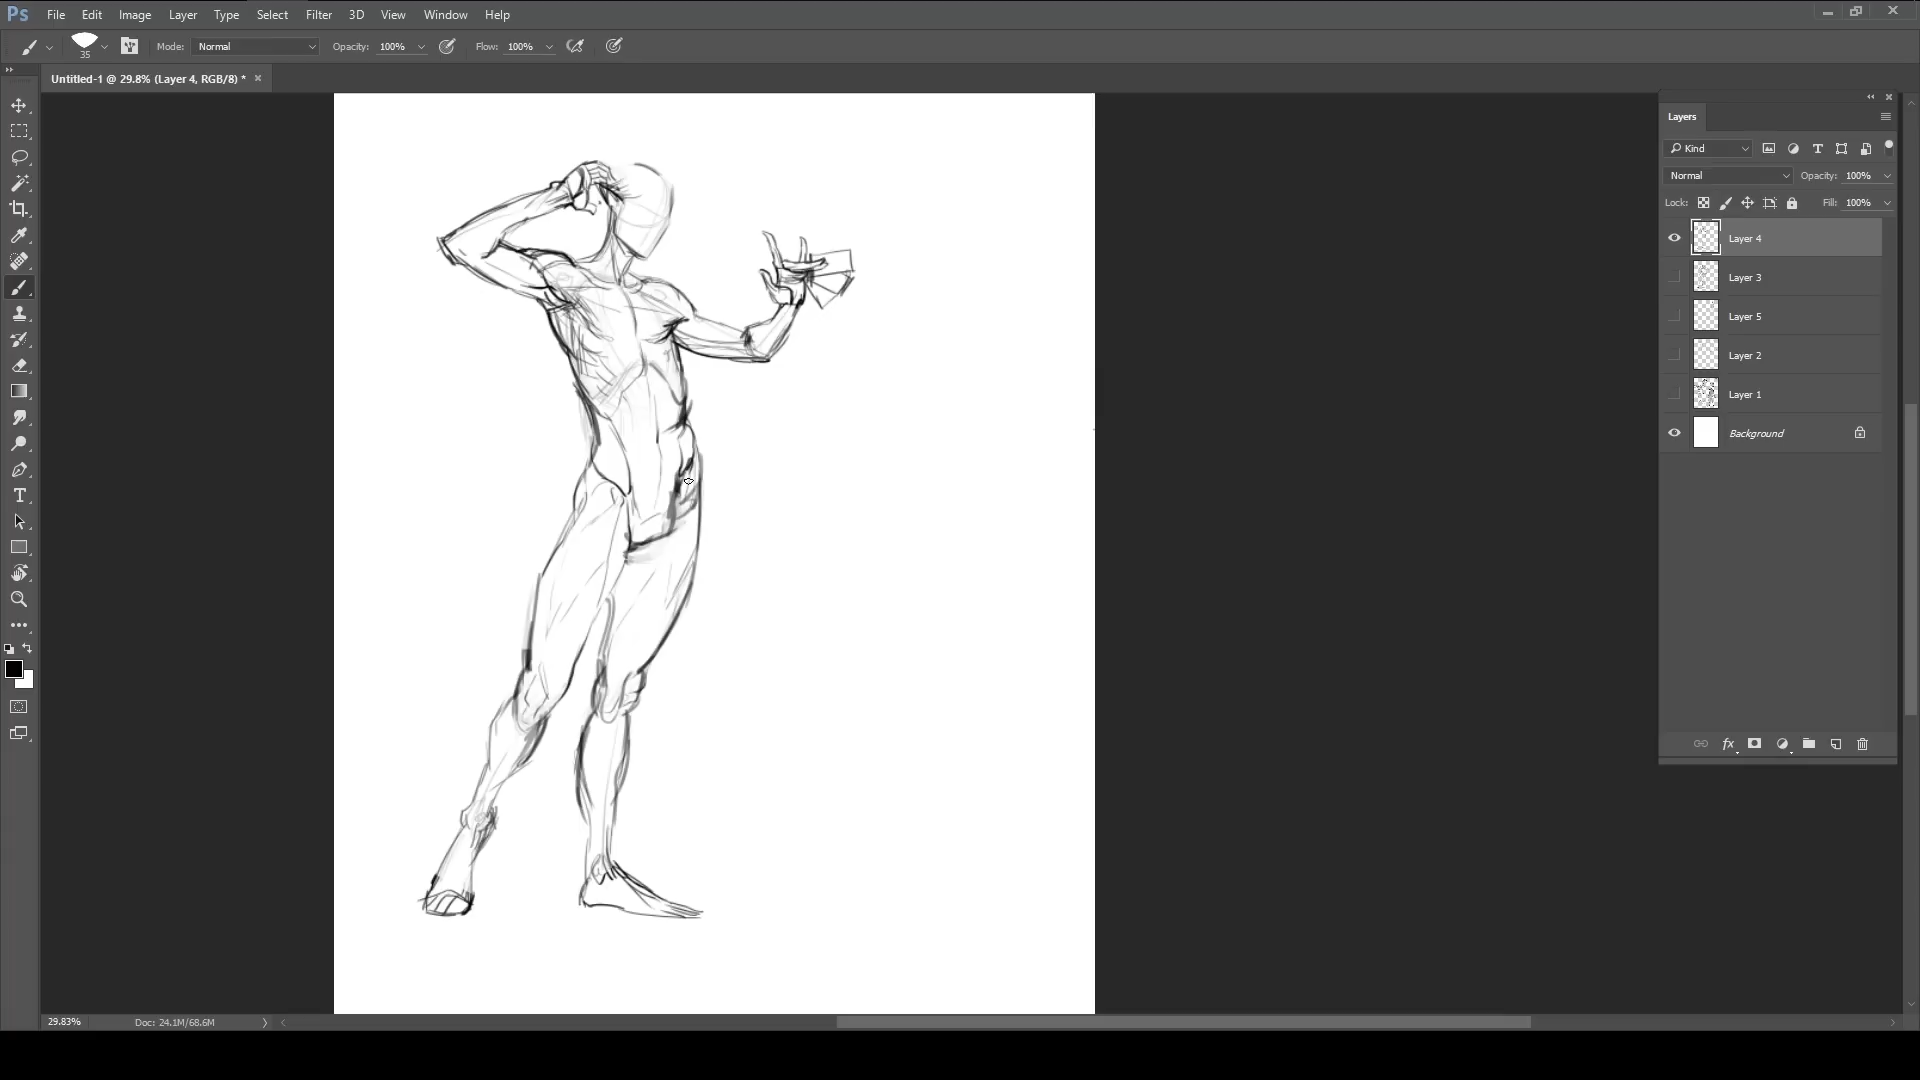 Ps File Edit Image Layer Type Select Filter 3D View Window Help
35 Mode: Normal Opacity: 100% Flow: 100%
Untitled-1 @ 29.8% (Layer 4, RGB/8) *
Layers
Kind
Normal Opacity: 100%
Lock: Fill: 100%
Layer 4
Layer 3
Layer 5
Layer 2
Layer 1
Background
fx
29.83% Doc: 24.1M/68.6M